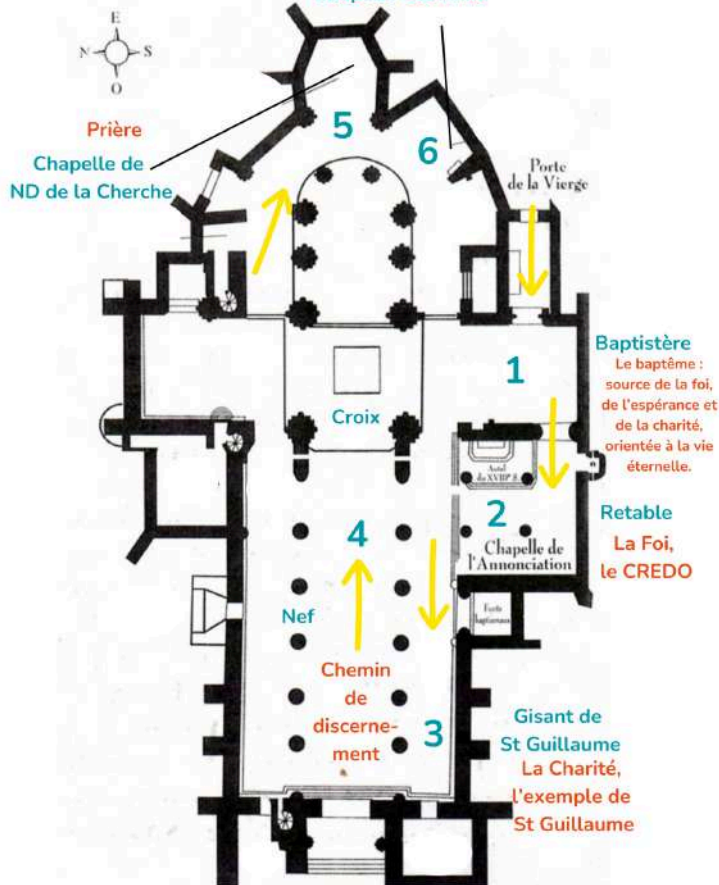 E
N
S
O
Prière
Chapelle de
ND de la Cherche
5
6
Porte
de la Vierge
1
Baptistère
Le baptême :
source de la foi,
de l'espérance et
de la charité,
orientée à la vie
éternelle.
Croix
Autel
du XVIIIe s.
2
Chapelle de
l'Annonciation
Retable
La Foi,
le CREDO
4
Nef
Fonts
baptismaux
Chemin
de
discerne-
ment
3
Gisant de
St Guillaume
La Charité,
l'exemple de
St Guillaume